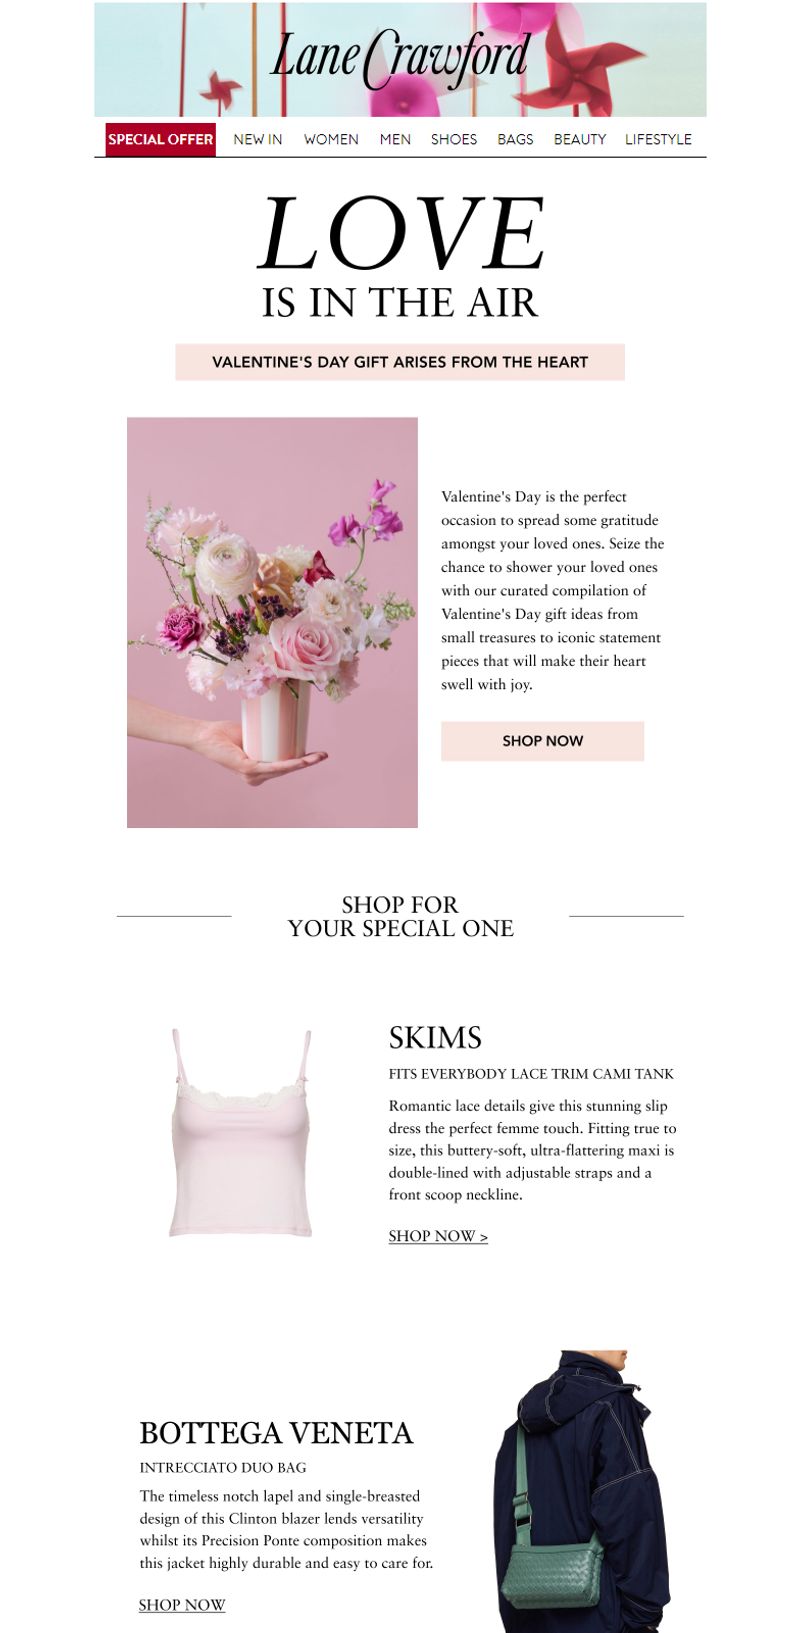 Lane Crawford
SPECIAL OFFER NEW IN WOMEN MEN SHOES BAGS BEAUTY LIFESTYLE
LOVE
IS IN THE AIR
VALENTINE'S DAY GIFT ARISES FROM THE HEART
Valentine's Day is the perfect
occasion to spread some gratitude
amongst your loved ones. Seize the
chance to shower your loved ones
with our curated compilation of
Valentine's Day gift ideas from
small treasures to iconic statement
pieces that will make their heart
swell with joy.
SHOP NOW
SHOP FOR
YOUR SPECIAL ONE
SKIMS
FITS EVERYBODY LACE TRIM CAMI TANK
Romantic lace details give this stunning slip
dress the perfect femme touch. Fitting true to
size, this buttery-soft, ultra-flattering maxi is
double-lined with adjustable straps and a
front scoop neckline.
SHOP NOW >
BOTTEGA VENETA
INTRECCIATO DUO BAG
The timeless notch lapel and single-breasted
design of this Clinton blazer lends versatility
whilst its Precision Ponte composition makes
this jacket highly durable and easy to care for.
SHOP NOW